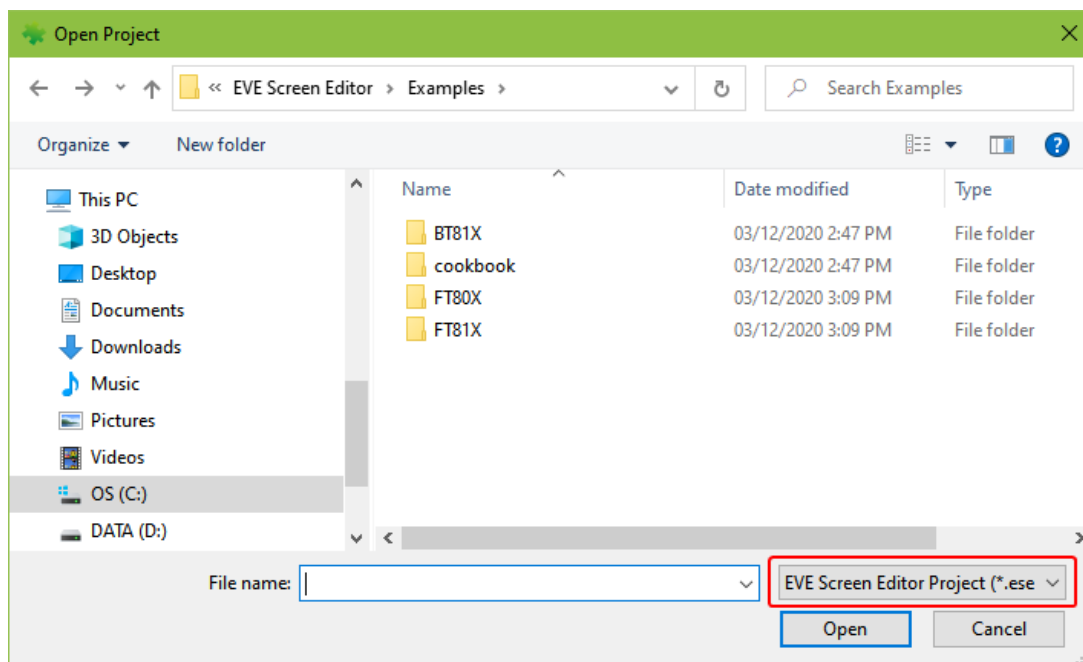 Open Project
« EVE Screen Editor › Examples ›
Search Examples
Organize
New folder
?
This PC
3D Objects
Desktop
Documents
Downloads
Music
Pictures
Videos
OS (C:)
DATA (D:)
Name Date modified Type
BT81X 03/12/2020 2:47 PM File folder
cookbook 03/12/2020 2:47 PM File folder
FT80X 03/12/2020 3:09 PM File folder
FT81X 03/12/2020 3:09 PM File folder
File name:
EVE Screen Editor Project (*.ese
Open
Cancel